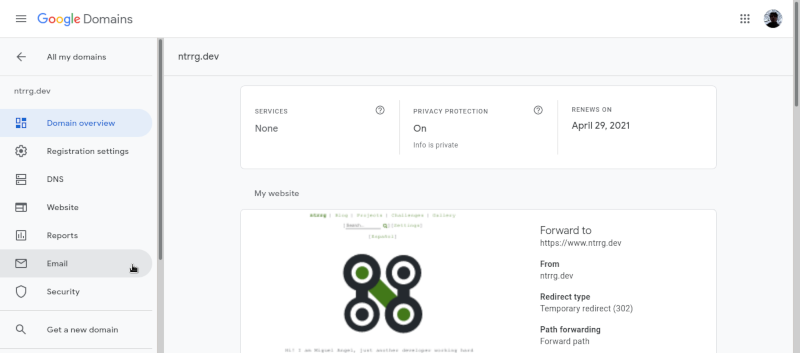 Google Domains
All my domains
ntrrg.dev
ntrrg.dev
Domain overview
Registration settings
DNS
Website
Reports
Email
Security
Get a new domain
SERVICES
None
PRIVACY PROTECTION
On
Info is private
RENEWS ON
April 29, 2021
My website
ntrrg | Blog | Projects | Challenges | Gallery
[Search... ][Settings]
[Español]
Hi! I am Miguel Angel, just another developer working hard
Forward to
https://www.ntrrg.dev
From
ntrrg.dev
Redirect type
Temporary redirect (302)
Path forwarding
Forward path